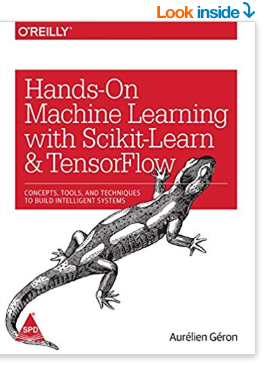 Look inside
O'REILLY®
Hands-On
Machine Learning
with Scikit-Learn
& TensorFlow
CONCEPTS, TOOLS, AND TECHNIQUES
TO BUILD INTELLIGENT SYSTEMS
SPD
Aurélien Géron